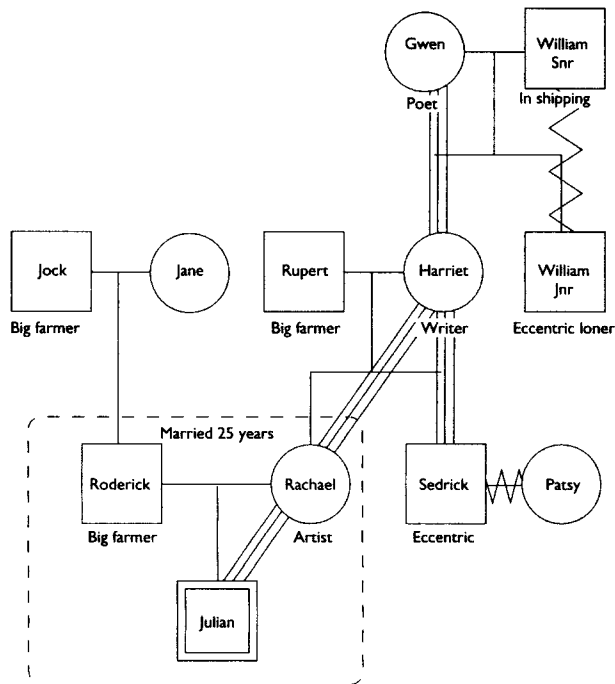 Gwen
William
Snr
Poet
In shipping
Jock
Jane
Rupert
Harriet
William
Jnr
Big farmer
Big farmer
Writer
Eccentric loner
Married 25 years
Roderick
Rachael
Sedrick
Patsy
Big farmer
Artist
Eccentric
Julian